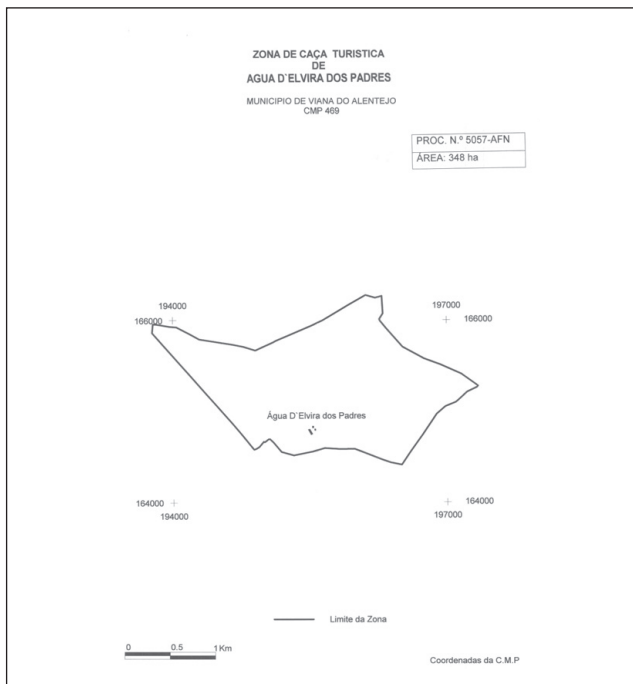 ZONA DE CAÇA TURISTICA
DE
AGUA D`ELVIRA DOS PADRES
MUNICIPIO DE VIANA DO ALENTEJO
CMP 469
PROC. N.º 5057-AFN
ÁREA: 348 ha
194000
166000
197000
166000
Água D`Elvira dos Padres
164000
194000
164000
197000
Limite da Zona
0 0.5 1 Km
Coordenadas da C.M.P